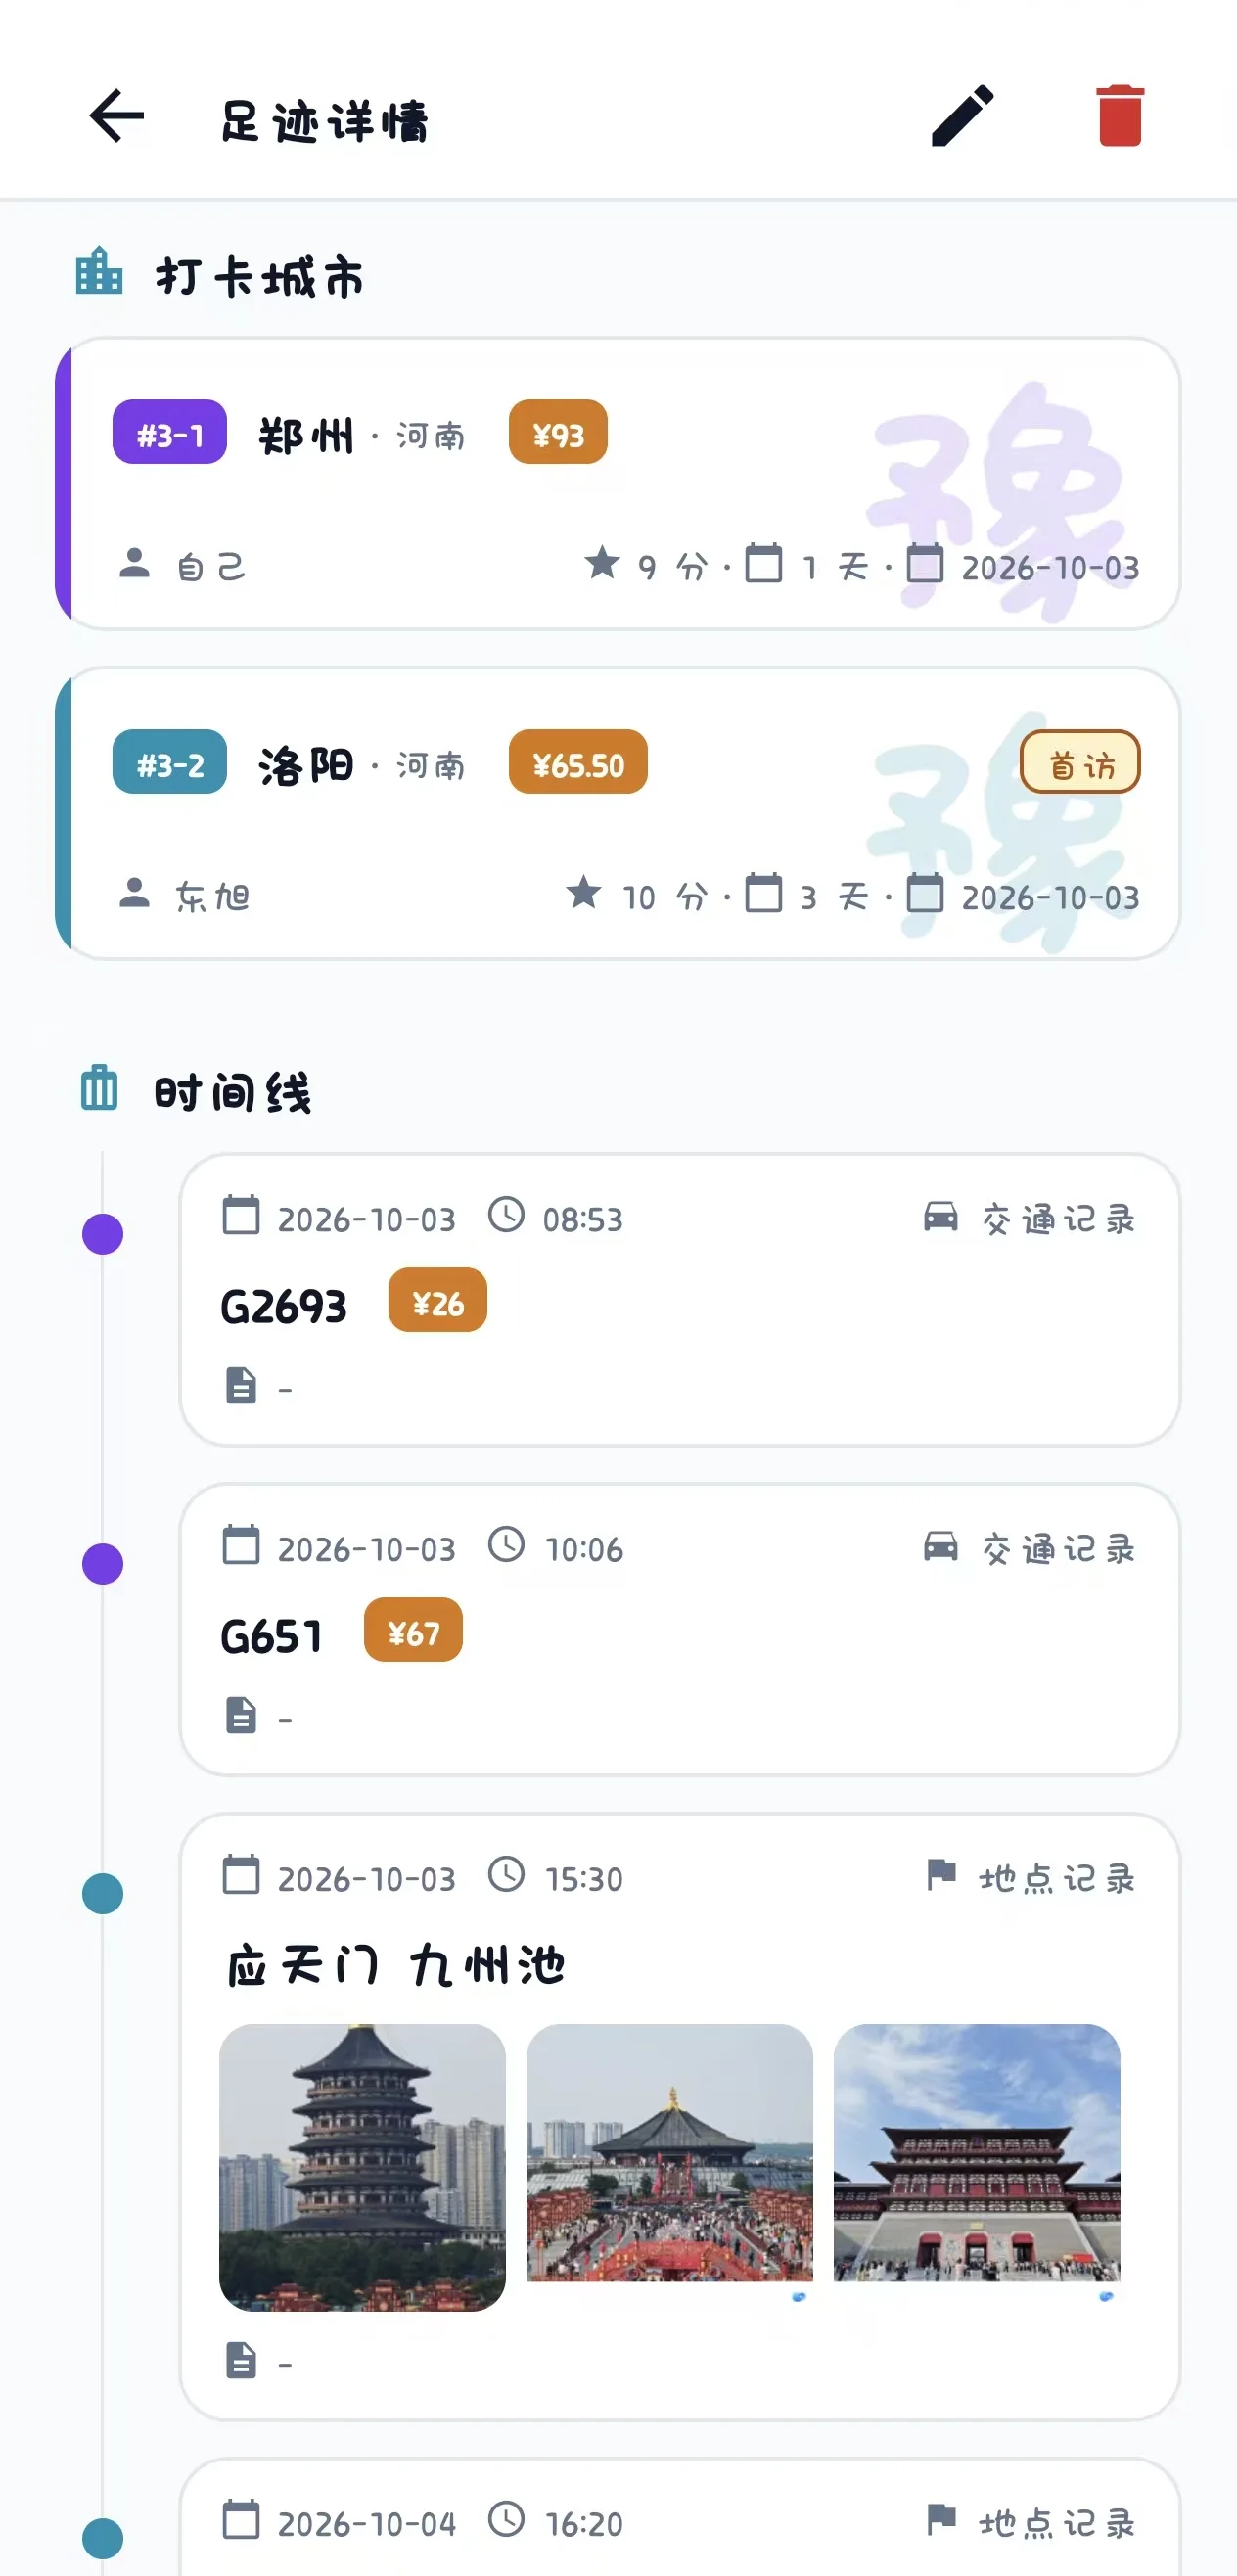 足迹详情
打卡城市
#3-1 郑州 · 河南 ¥93
豫
自己 9 分 · 1 天 · 2026-10-03
#3-2 洛阳 · 河南 ¥65.50 首访
豫
东旭 10 分 · 3 天 · 2026-10-03
时间线
2026-10-03 08:53 交通记录
G2693 ¥26
-
2026-10-03 10:06 交通记录
G651 ¥67
-
2026-10-03 15:30 地点记录
应天门 九州池
-
2026-10-04 16:20 地点记录